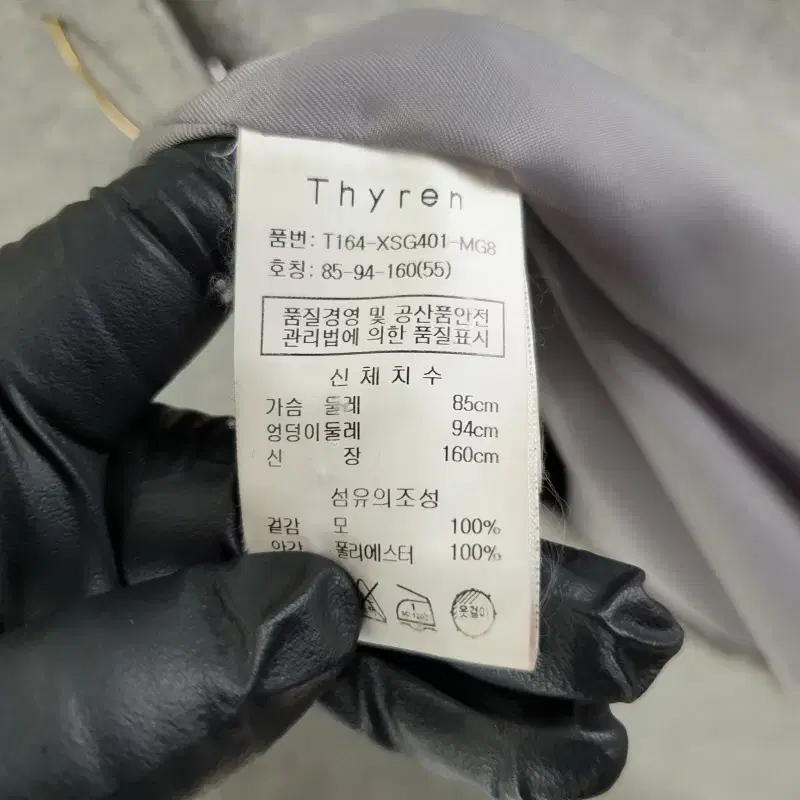 Thyren
품번: T164-XSG401-MG8
호칭: 85-94-160(55)
품질경영 및 공산품안전
관리법에 의한 품질표시
신체치수
가슴 둘레 85cm
엉덩이둘레 94cm
신 장 160cm
섬유의조성
겉감 모 100%
안감 폴리에스터 100%
옷걸이